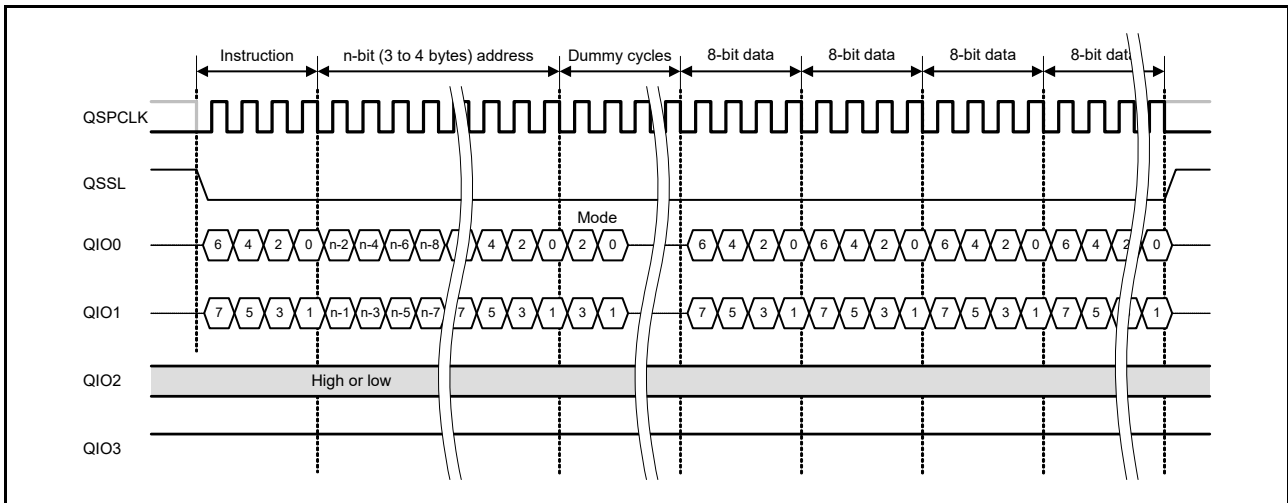 Instruction n-bit (3 to 4 bytes) address Dummy cycles 8-bit data 8-bit data 8-bit data 8-bit data
QSPCLK
QSSL
Mode
QIO0 6 4 2 0 n-2 n-4 n-6 n-8 4 2 0 2 0 6 4 2 0 6 4 2 0 6 4 2 0 6 4 2 0
QIO1 7 5 3 1 n-1 n-3 n-5 n-7 7 5 3 1 3 1 7 5 3 1 7 5 3 1 7 5 3 1 7 5 1
QIO2 High or low
QIO3